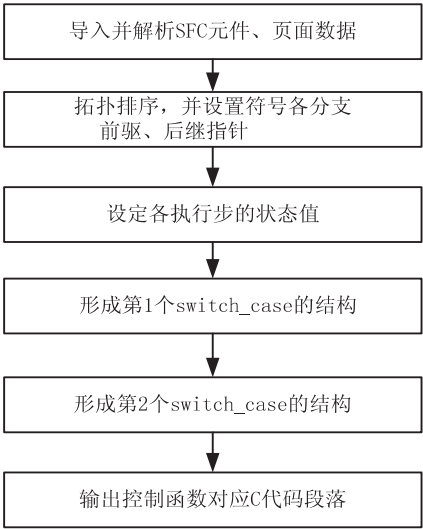 导入并解析SFC元件、页面数据
拓扑排序，并设置符号各分支
前驱、后继指针
设定各执行步的状态值
形成第1个switch_case的结构
形成第2个switch_case的结构
输出控制函数对应C代码段落